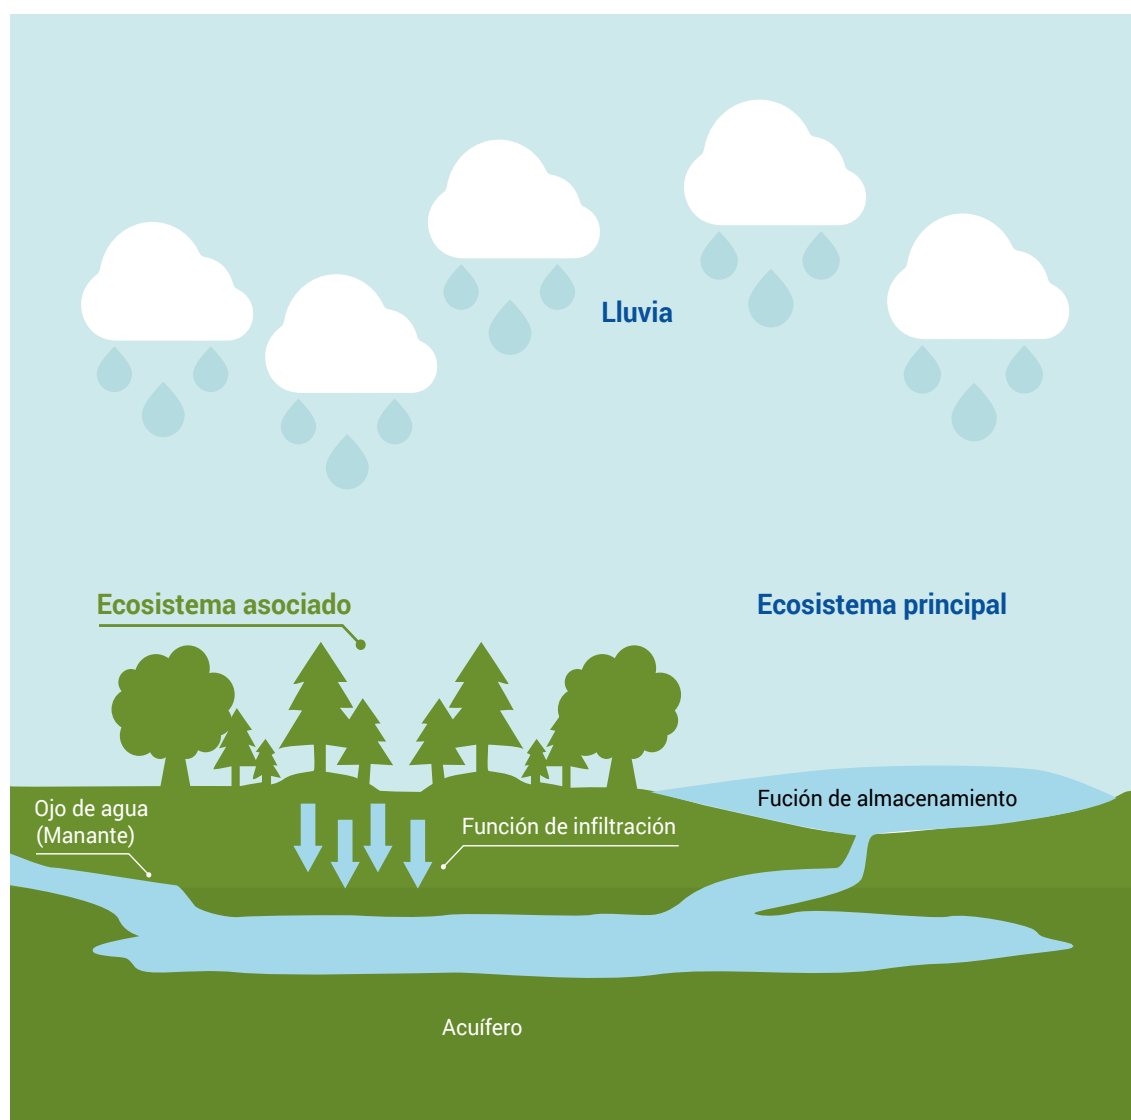 Lluvia
Ecosistema asociado
Ecosistema principal
Ojo de agua
(Manante)
Función de infiltración
Fución de almacenamiento
Acuífero